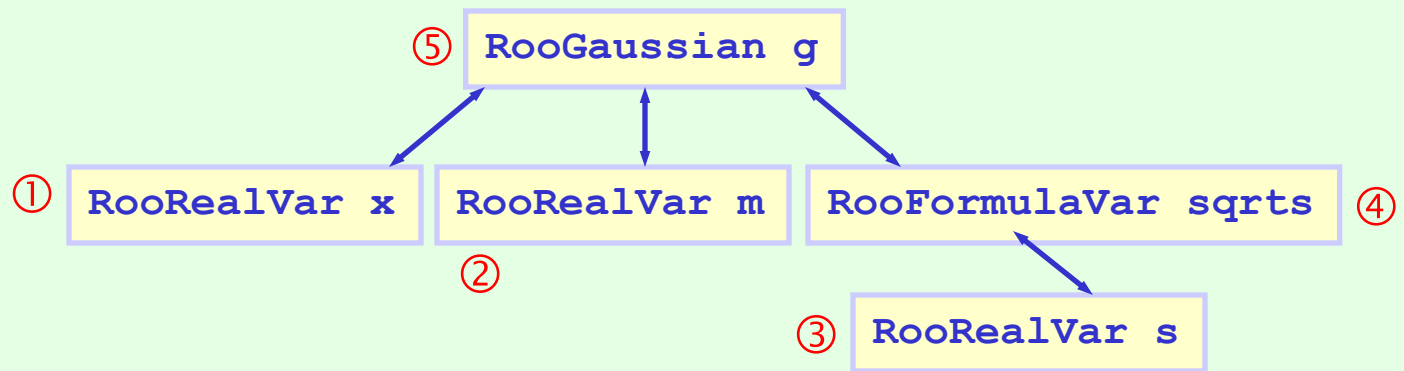 ⑤ RooGaussian g
① RooRealVar x RooRealVar m RooFormulaVar sqrts ④
②
③ RooRealVar s